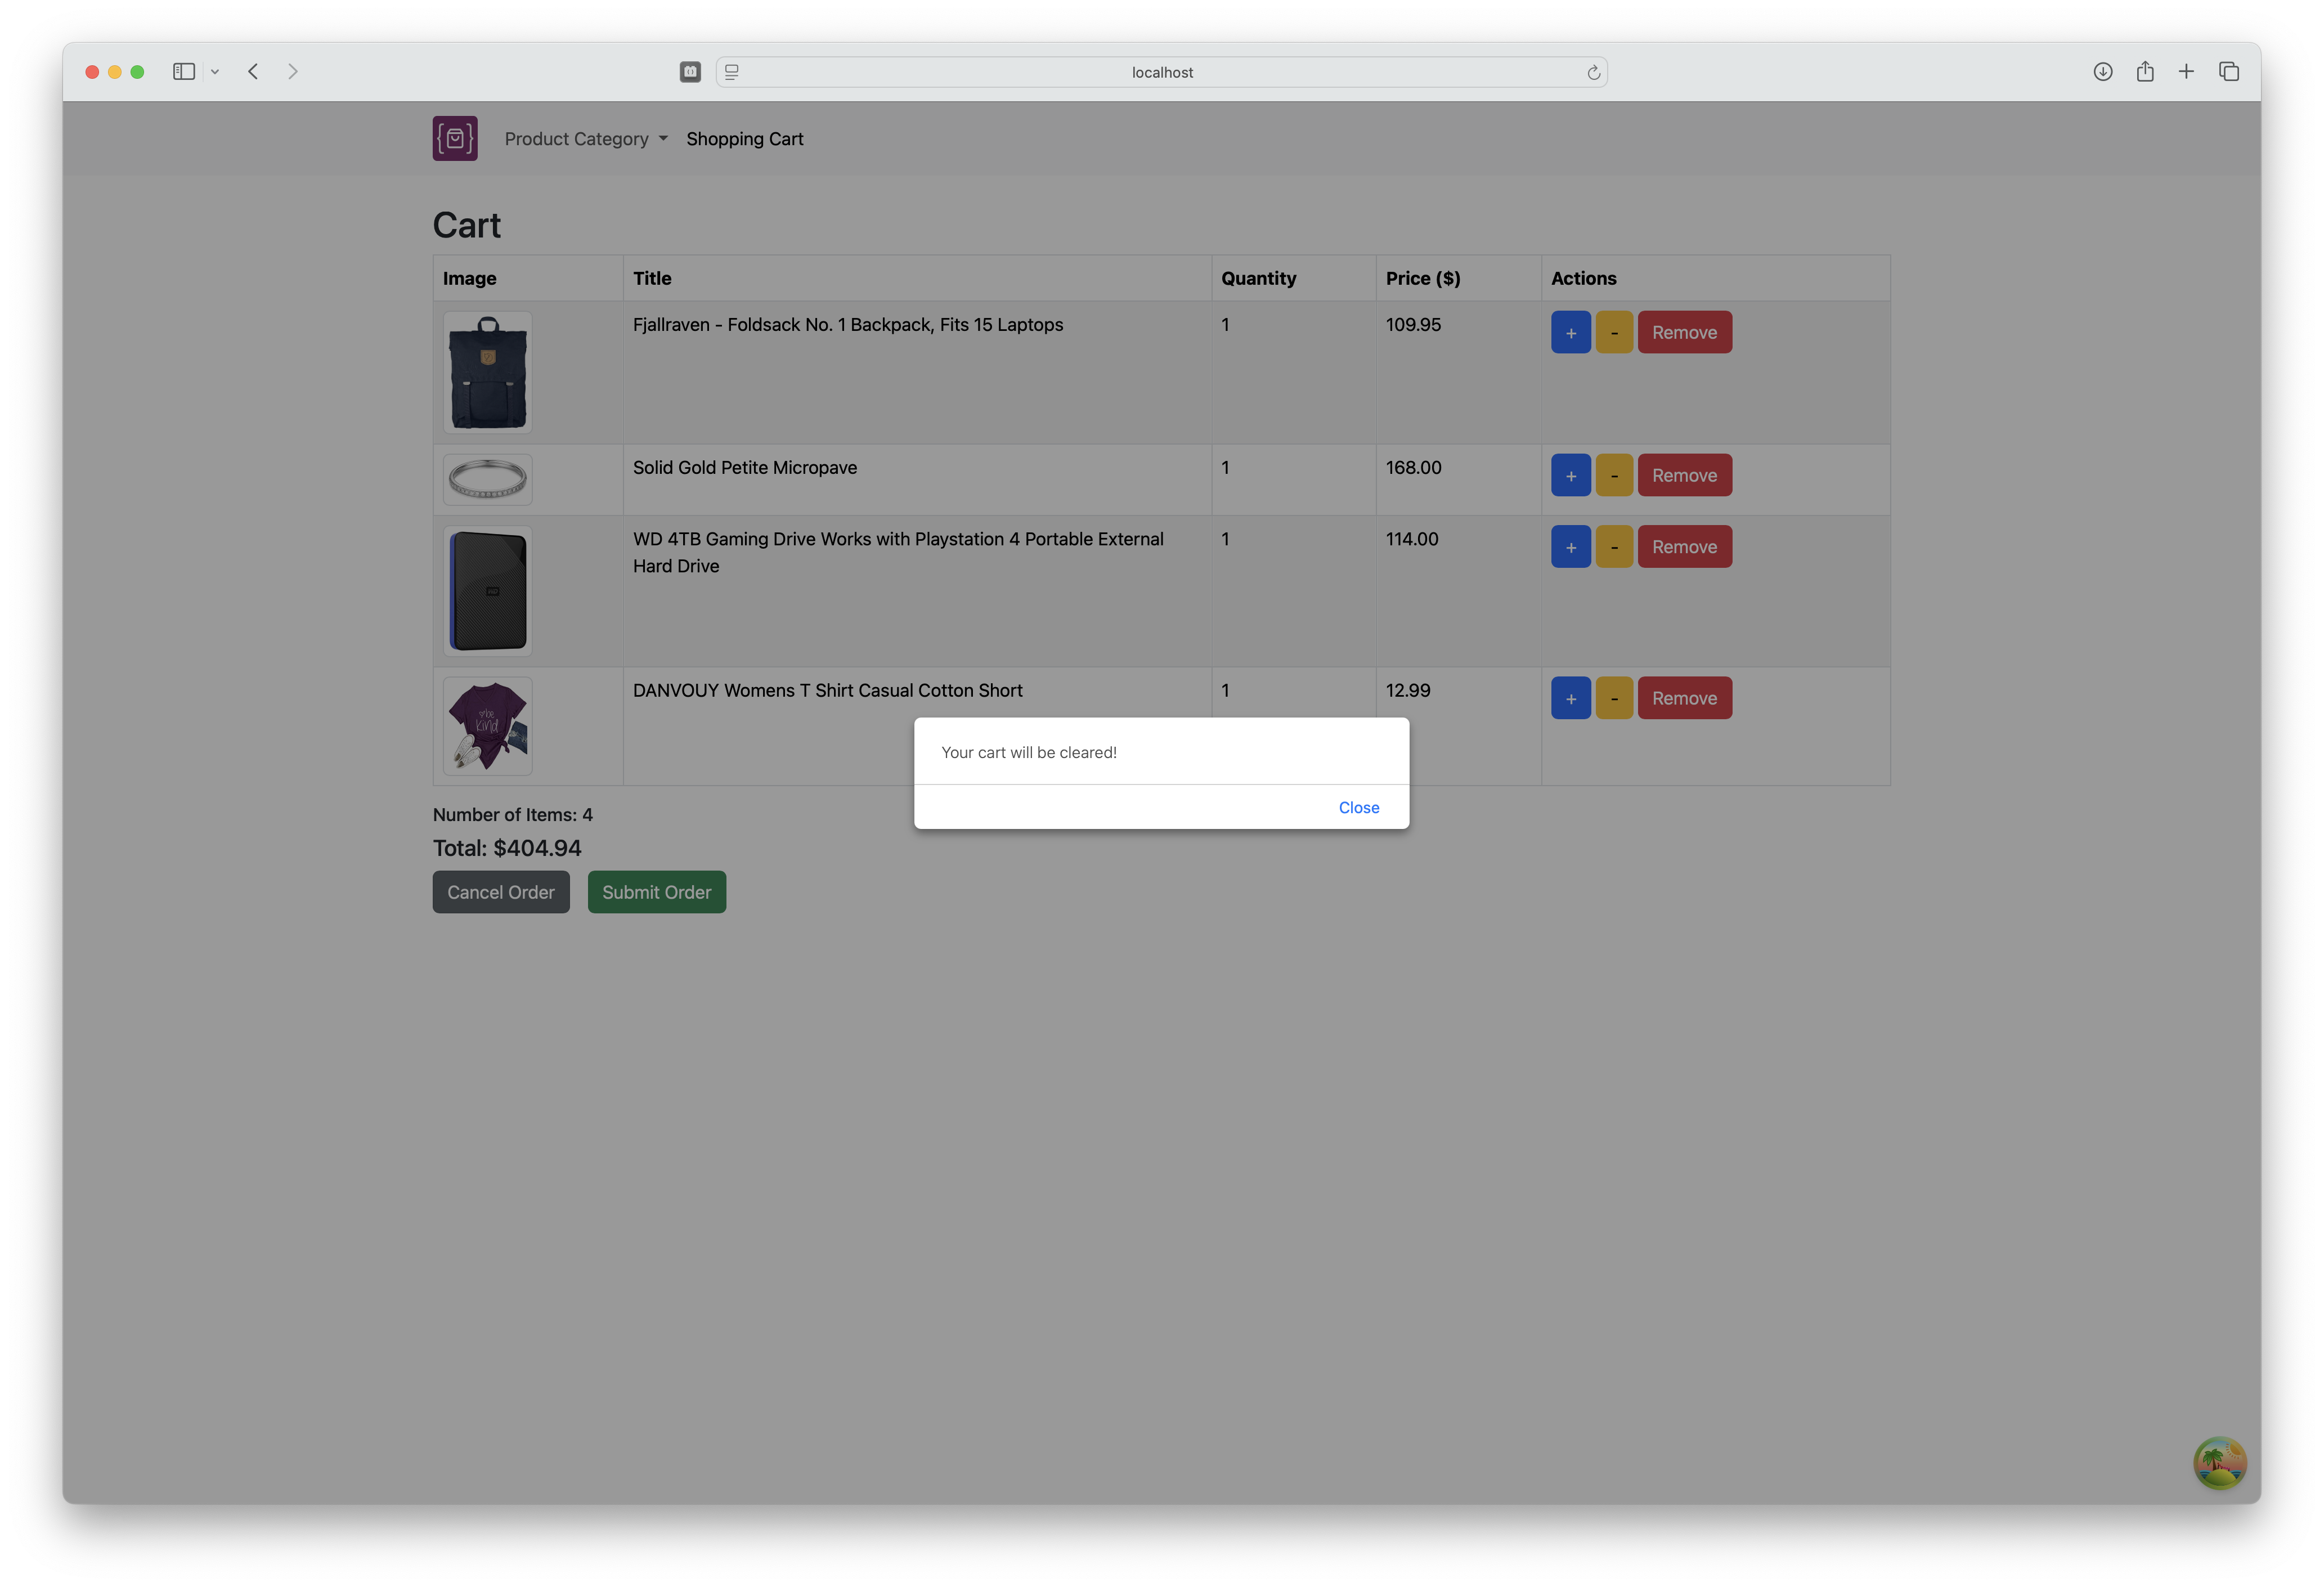 localhost
Product Category
Shopping Cart
Cart
Image Title Quantity Price ($) Actions
Fjallraven - Foldsack No. 1 Backpack, Fits 15 Laptops 1 109.95 + - Remove
Solid Gold Petite Micropave 1 168.00 + - Remove
WD 4TB Gaming Drive Works with Playstation 4 Portable External 1 114.00 + - Remove
Hard Drive
WD
DANVOUY Womens T Shirt Casual Cotton Short 1 12.99 + - Remove
be
kind
Your cart will be cleared!
Close
Number of Items: 4
Total: $404.94
Cancel Order
Submit Order